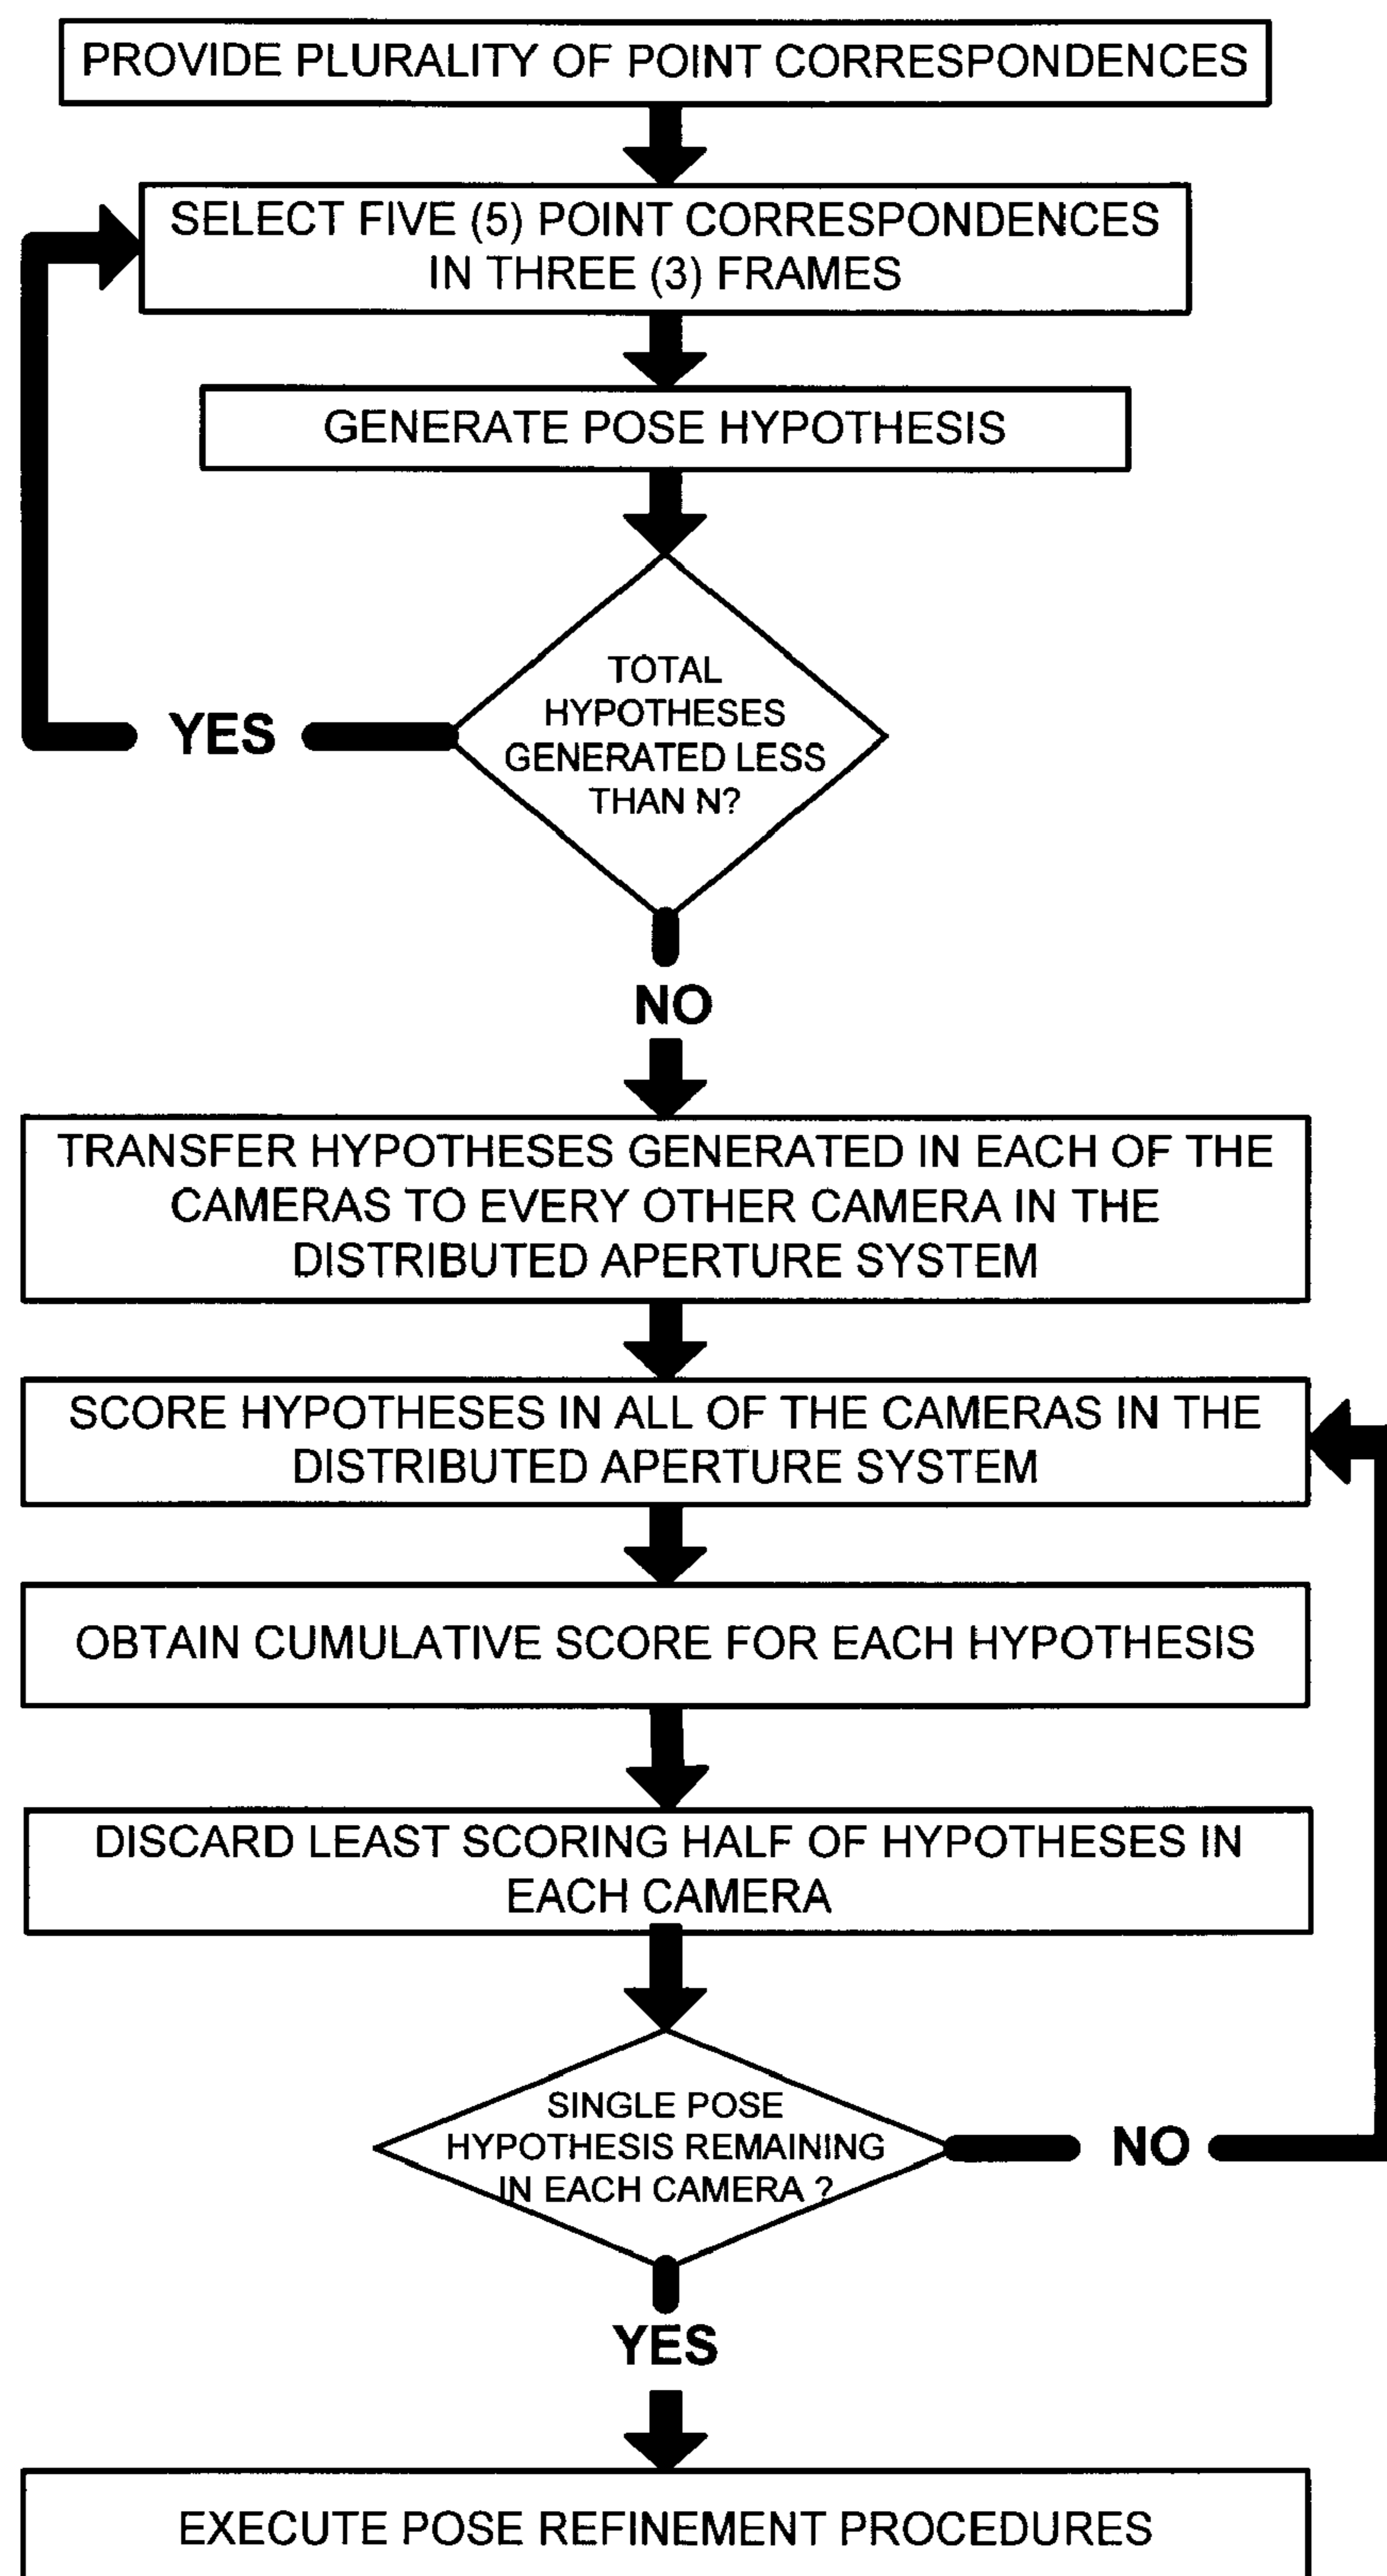 PROVIDE PLURALITY OF POINT CORRESPONDENCES
SELECT FIVE (5) POINT CORRESPONDENCES
IN THREE (3) FRAMES
GENERATE POSE HYPOTHESIS
TOTAL
HYPOTHESES
GENERATED LESS
THAN N?
YES
NO
TRANSFER HYPOTHESES GENERATED IN EACH OF THE
CAMERAS TO EVERY OTHER CAMERA IN THE
DISTRIBUTED APERTURE SYSTEM
SCORE HYPOTHESES IN ALL OF THE CAMERAS IN THE
DISTRIBUTED APERTURE SYSTEM
OBTAIN CUMULATIVE SCORE FOR EACH HYPOTHESIS
DISCARD LEAST SCORING HALF OF HYPOTHESES IN
EACH CAMERA
SINGLE POSE
HYPOTHESIS REMAINING
IN EACH CAMERA ?
NO
YES
EXECUTE POSE REFINEMENT PROCEDURES